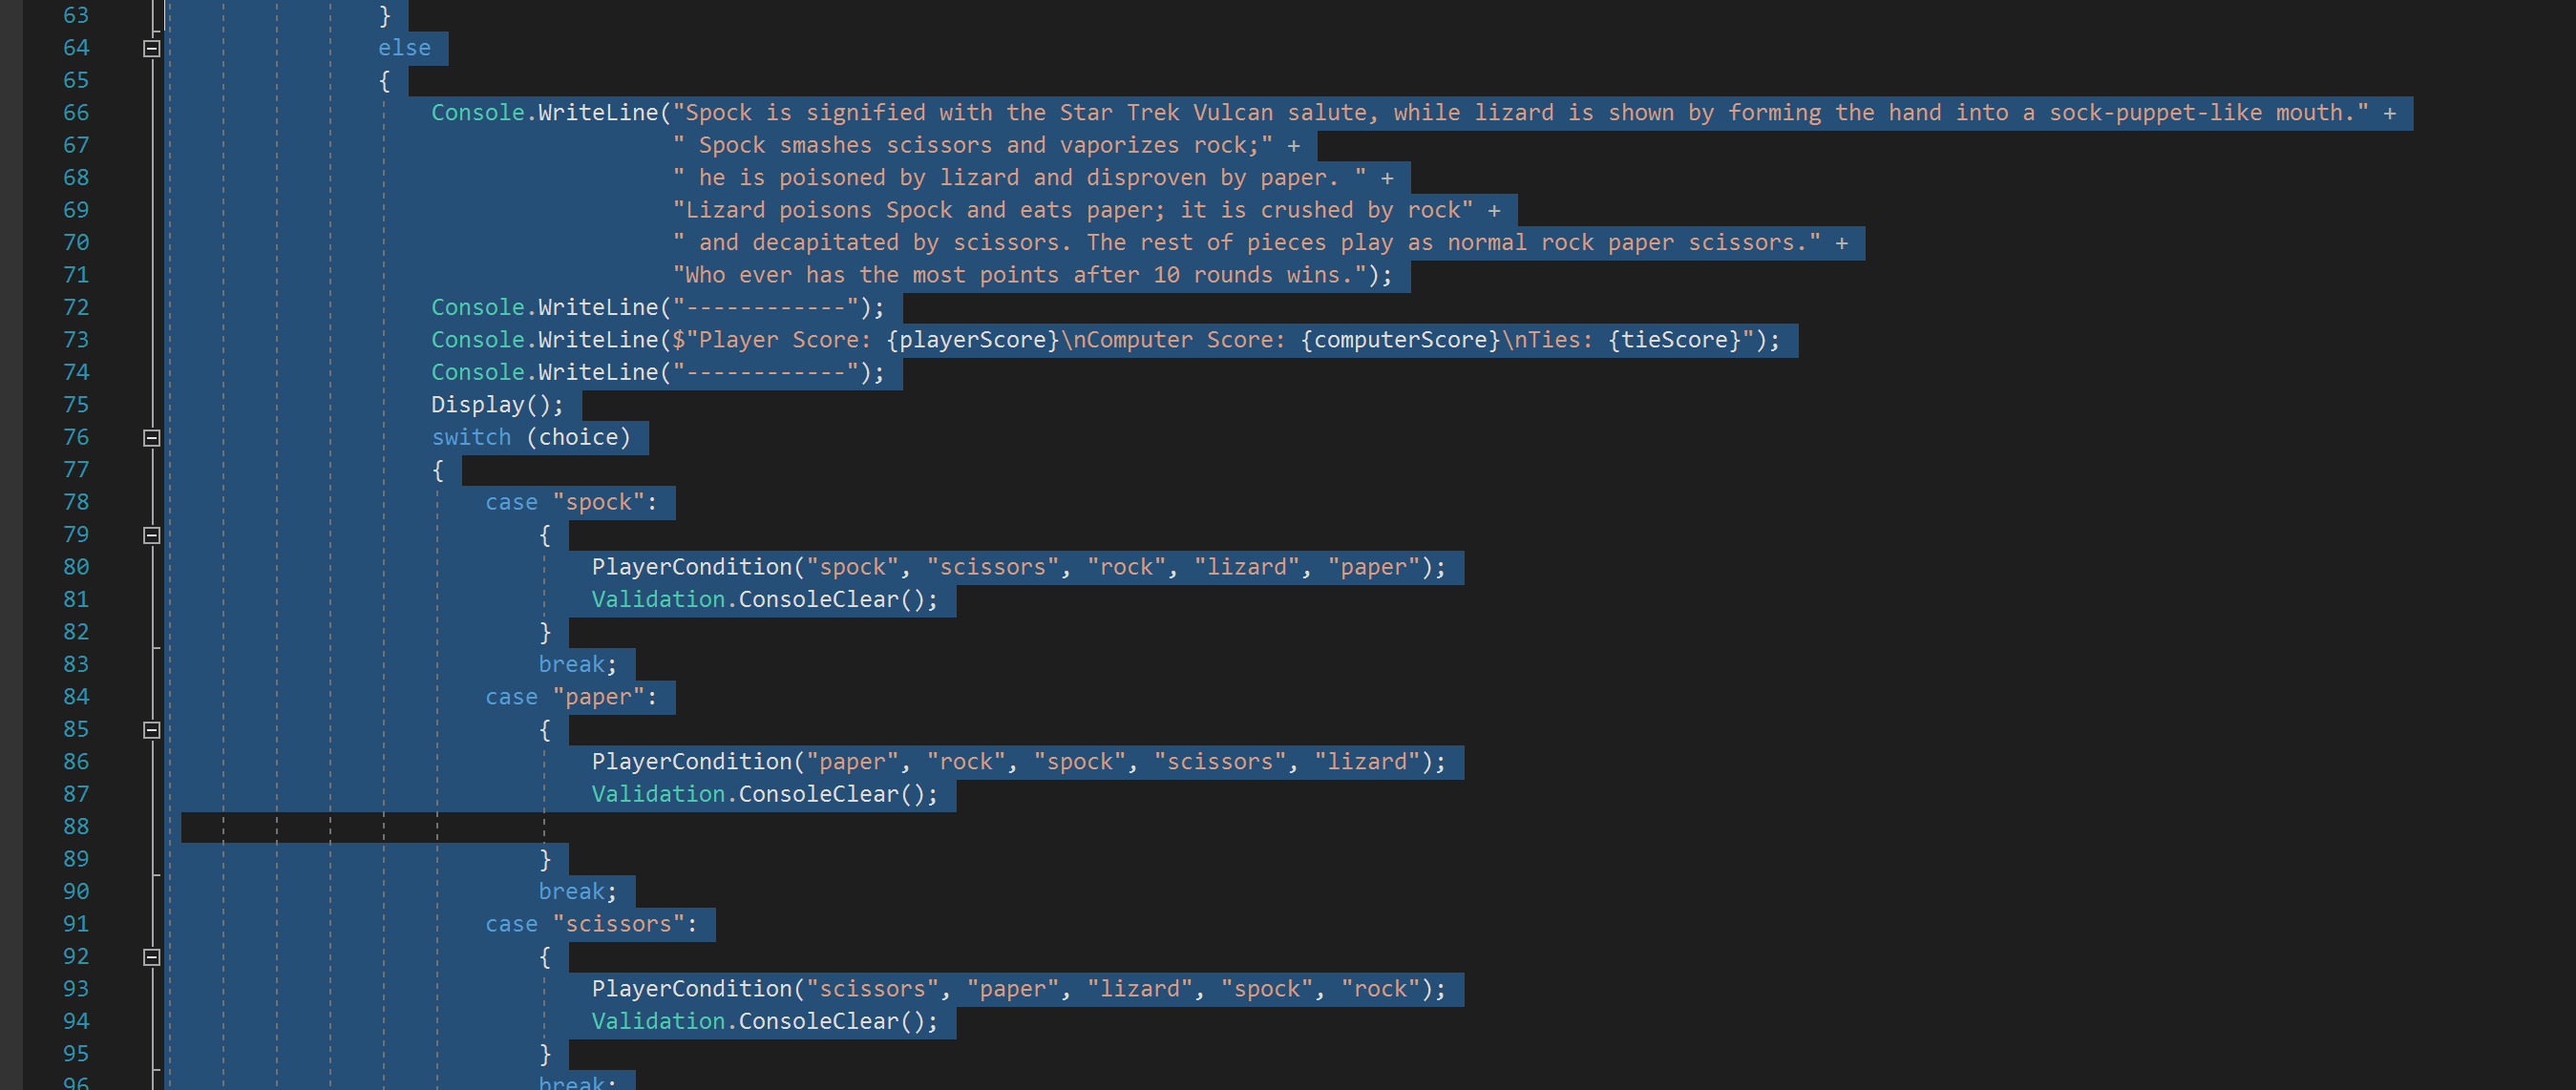 63 }
64 else
65 {
66 Console.WriteLine("Spock is signified with the Star Trek Vulcan salute, while lizard is shown by forming the hand into a sock-puppet-like mouth." +
67 " Spock smashes scissors and vaporizes rock;" +
68 " he is poisoned by lizard and disproven by paper. " +
69 "Lizard poisons Spock and eats paper; it is crushed by rock" +
70 " and decapitated by scissors. The rest of pieces play as normal rock paper scissors." +
71 "Who ever has the most points after 10 rounds wins.");
72 Console.WriteLine("------------");
73 Console.WriteLine($"Player Score: {playerScore}\nComputer Score: {computerScore}\nTies: {tieScore}");
74 Console.WriteLine("------------");
75 Display();
76 switch (choice)
77 {
78 case "spock":
79 {
80 PlayerCondition("spock", "scissors", "rock", "lizard", "paper");
81 Validation.ConsoleClear();
82 }
83 break;
84 case "paper":
85 {
86 PlayerCondition("paper", "rock", "spock", "scissors", "lizard");
87 Validation.ConsoleClear();
88
89 }
90 break;
91 case "scissors":
92 {
93 PlayerCondition("scissors", "paper", "lizard", "spock", "rock");
94 Validation.ConsoleClear();
95 }
96 break;